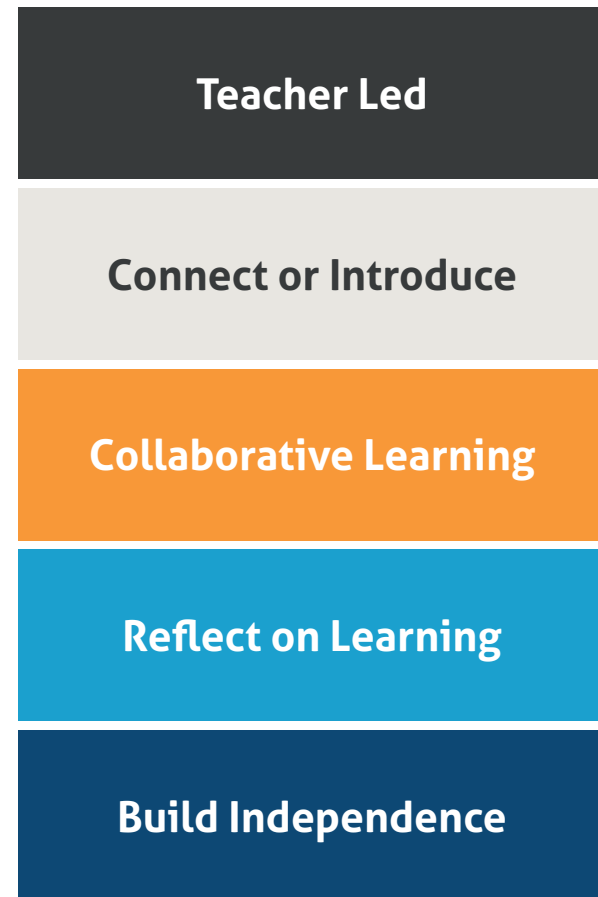 Teacher Led
Connect or Introduce
Collaborative Learning
Reflect on Learning
Build Independence